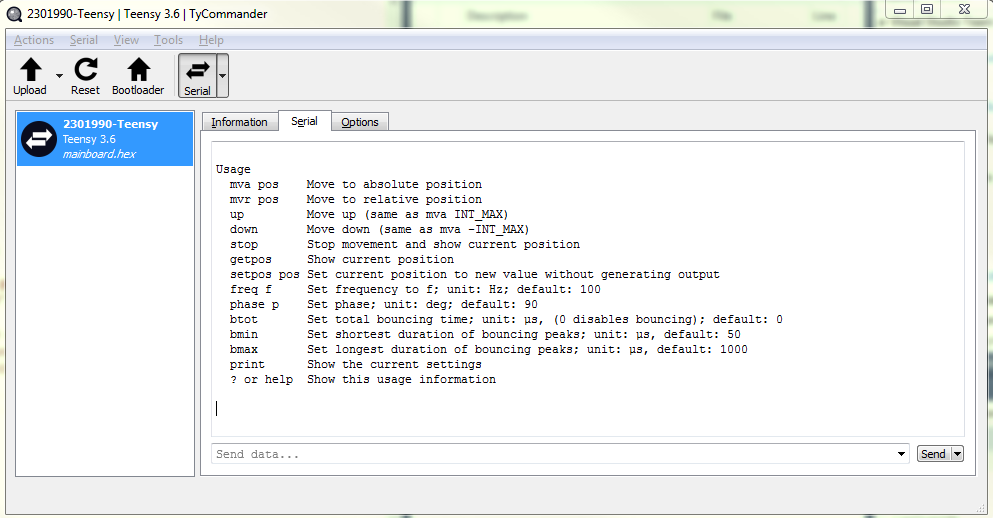 2301990-Teensy | Teensy 3.6 | TyCommander
Description File Line
Actions Serial View Tools Help
Upload Reset Bootloader Serial
2301990-Teensy
Teensy 3.6
mainboard.hex
Information Serial Options
Usage
mva pos Move to absolute position
mvr pos Move to relative position
up Move up (same as mva INT_MAX)
down Move down (same as mva -INT_MAX)
stop Stop movement and show current position
getpos Show current position
setpos pos Set current position to new value without generating output
freq f Set frequency to f; unit: Hz; default: 100
phase p Set phase; unit: deg; default: 90
btot Set total bouncing time; unit: µs, (0 disables bouncing); default: 0
bmin Set shortest duration of bouncing peaks; unit: µs, default: 50
bmax Set longest duration of bouncing peaks; unit: µs, default: 1000
print Show the current settings
? or help Show this usage information
Send data...
Send